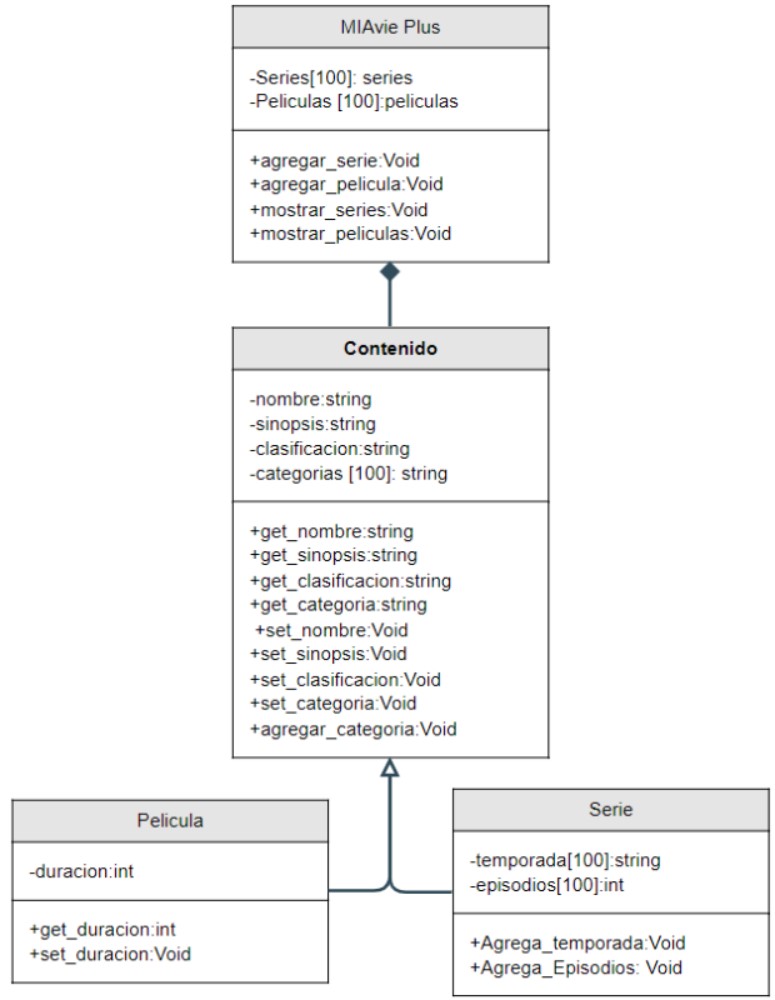 MIAvie Plus
-Series[100]: series
-Peliculas [100]:peliculas
+agregar_serie:Void
+agregar_pelicula:Void
+mostrar_series:Void
+mostrar_peliculas:Void
Contenido
-nombre:string
-sinopsis:string
-clasificacion:string
-categorias [100]: string
+get_nombre:string
+get_sinopsis:string
+get_clasificacion:string
+get_categoria:string
+set_nombre:Void
+set_sinopsis:Void
+set_clasificacion:Void
+set_categoria:Void
+agregar_categoria:Void
Pelicula
-duracion:int
+get_duracion:int
+set_duracion:Void
Serie
-temporada[100]:string
-episodios[100]:int
+Agrega_temporada:Void
+Agrega_Episodios: Void